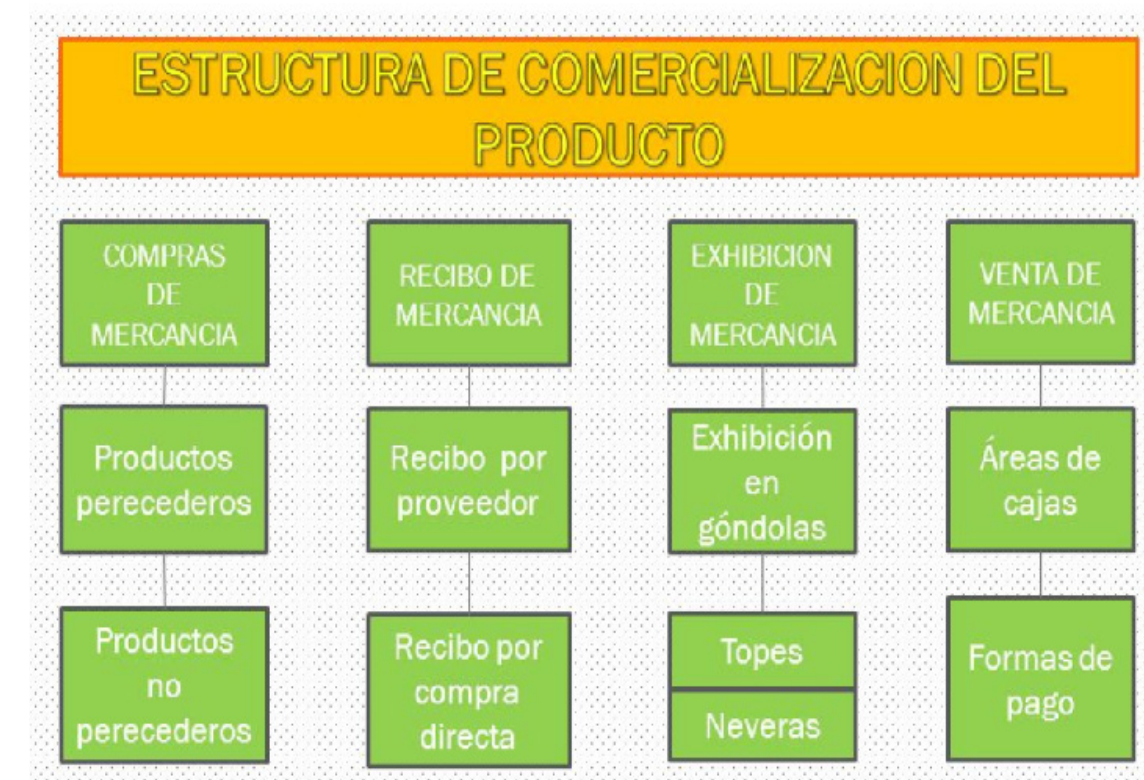 ESTRUCTURA DE COMERCIALIZACION DEL
PRODUCTO
COMPRAS
DE
MERCANCIA
RECIBO DE
MERCANCIA
EXHIBICION
DE
MERCANCIA
VENTA DE
MERCANCIA
Productos
perecederos
Recibo por
proveedor
Exhibición
en
góndolas
Áreas de
cajas
Productos
no
perecederos
Recibo por
compra
directa
Topes
Neveras
Formas de
pago